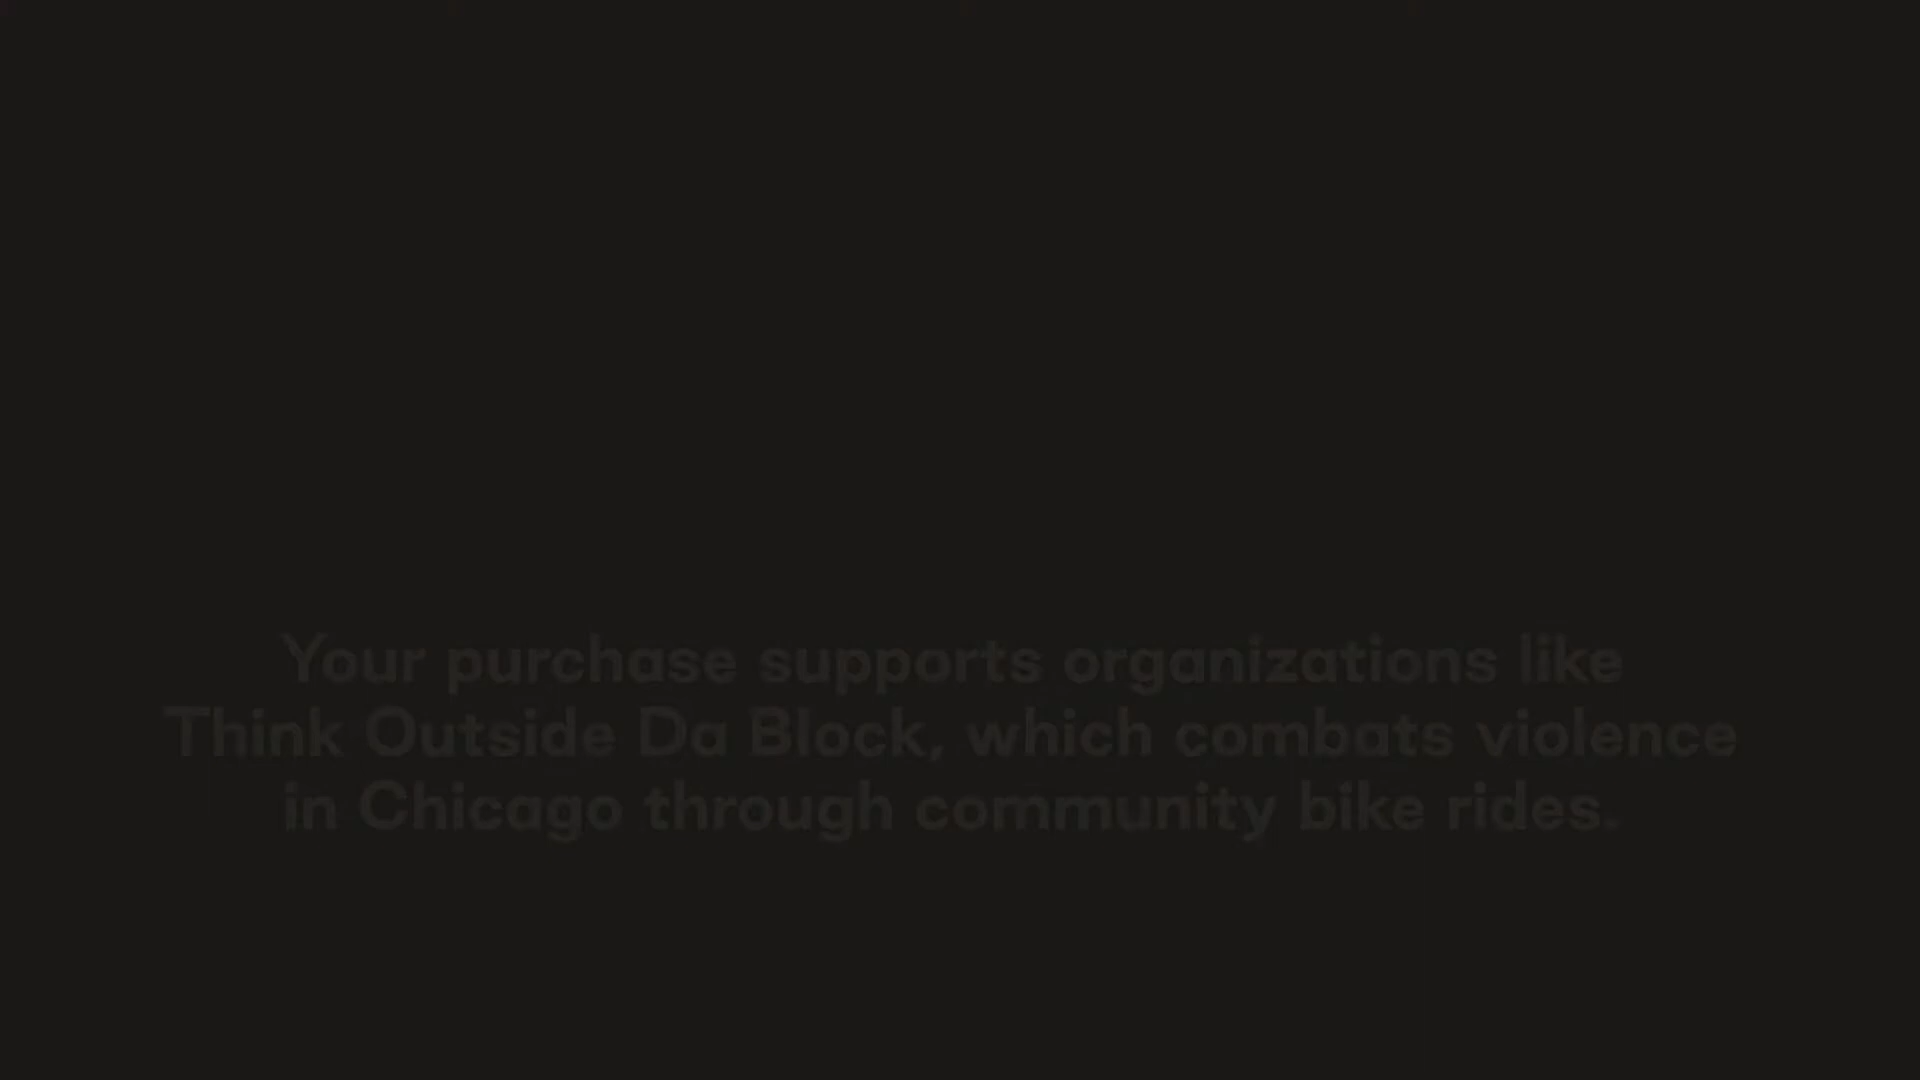 Your purchase supports organizations like
Think Outside Da Block, which combats violence
in Chicago through community bike rides.